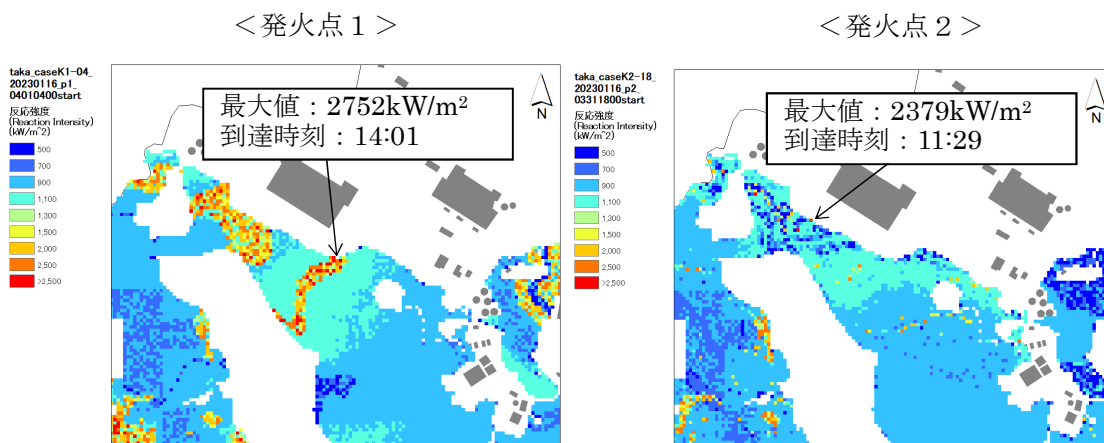 ＜発火点１＞
taka_caseK1-04_
20230116_p1_
04010400start
反応強度
(Reaction Intensity)
(kW/m^2)
500
700
900
1,100
1,300
1,500
2,000
2,500
>2,500
最大値：2752kW/m²
到達時刻：14:01
N
＜発火点２＞
taka_caseK2-18_
20230116_p2_
03311800start
反応強度
(Reaction Intensity)
(kW/m^2)
500
700
900
1,100
1,300
1,500
2,000
2,500
>2,500
最大値：2379kW/m²
到達時刻：11:29
N